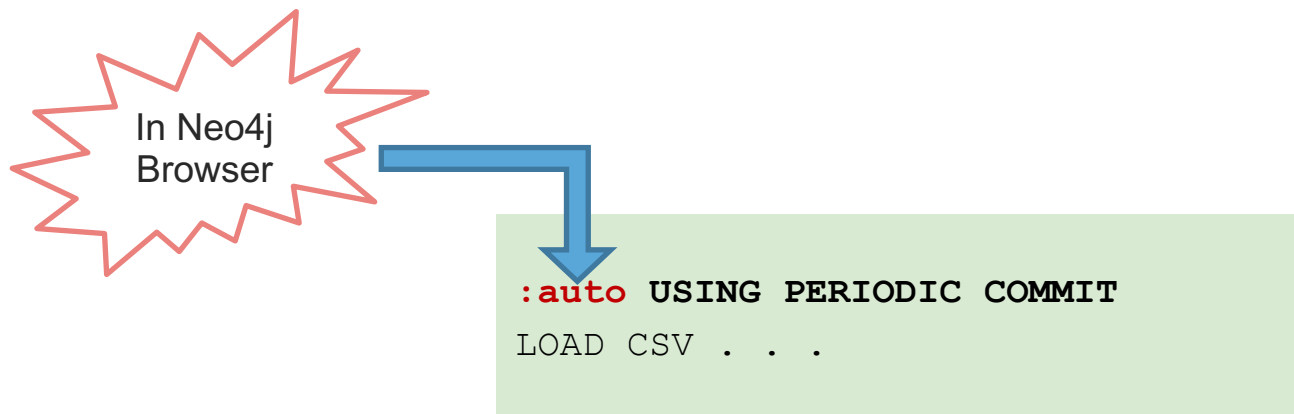 In Neo4j
Browser
:auto USING PERIODIC COMMIT
LOAD CSV . . .